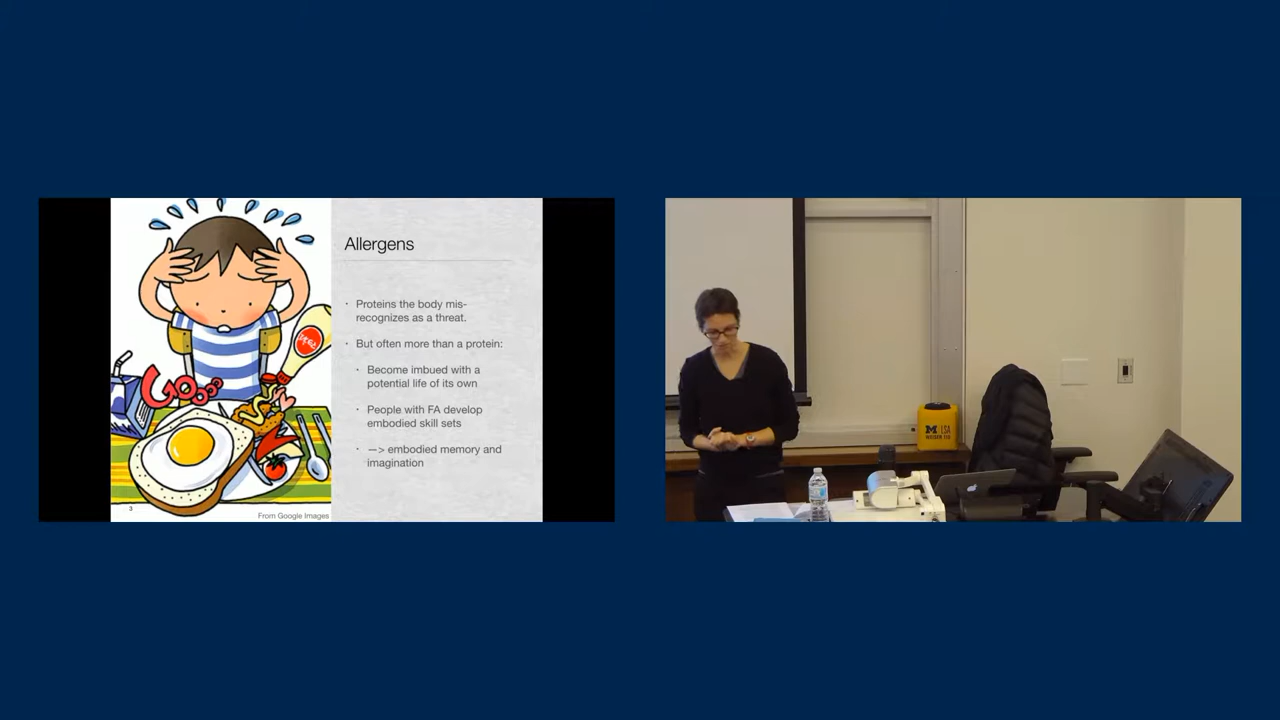 Allergens
· Proteins the body mis-
recognizes as a threat.
· But often more than a protein:
· Become imbued with a
potential life of its own
· People with FA develop
embodied skill sets
· —> embodied memory and
imagination
3
From Google Images
M LSA